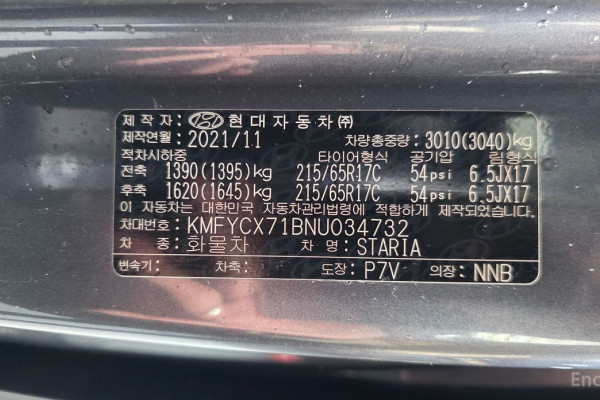 제 작 자 : 현대자동차㈜
제작연월: 2021/11 차량총중량: 3010(3040)kg
적차시하중 타이어형식 공기압 림형식
전축 1390(1395)kg 215/65R17C 54psi 6.5JX17
후축 1620(1645)kg 215/65R17C 54psi 6.5JX17
이 자동차는 대한민국 자동차관리법령에 적합하게 제작되었습니다.
차대번호: KMFYCX71BNU034732
차 종 : 화물차 차 명 : STARIA
변속기: 차축: 도장: P7V 의장: NNB
Enc